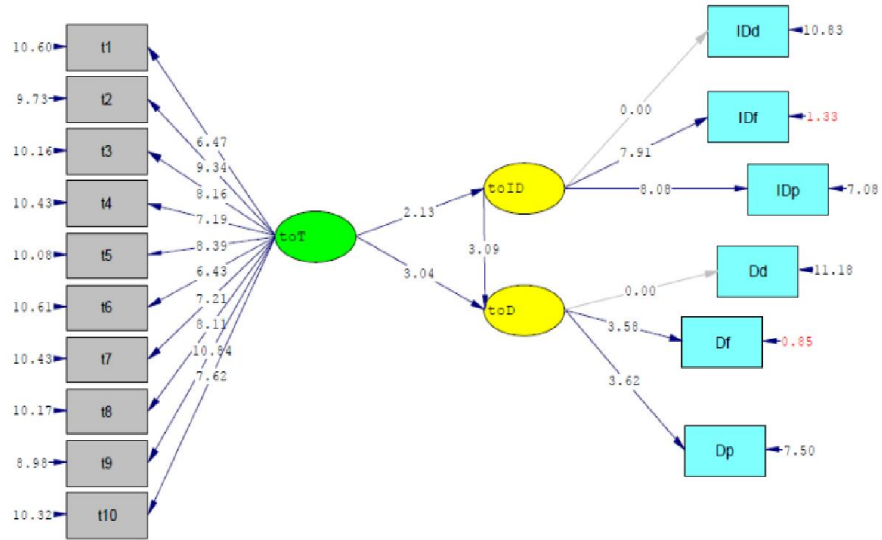 10.60 t1
9.73 t2
10.16 t3
10.43 t4
10.08 t5
10.61 t6
10.43 t7
10.17 t8
8.98 t9
10.32 t10
6.47
9.34
8.16
7.19
8.39
6.43
7.21
8.11
10.84
7.62
toT
2.13
3.04
toID
3.09
toD
0.00
7.91
8.08
0.00
3.58
3.62
IDd 10.83
IDf 1.33
IDp 7.08
Dd 11.18
Df 0.85
Dp 7.50